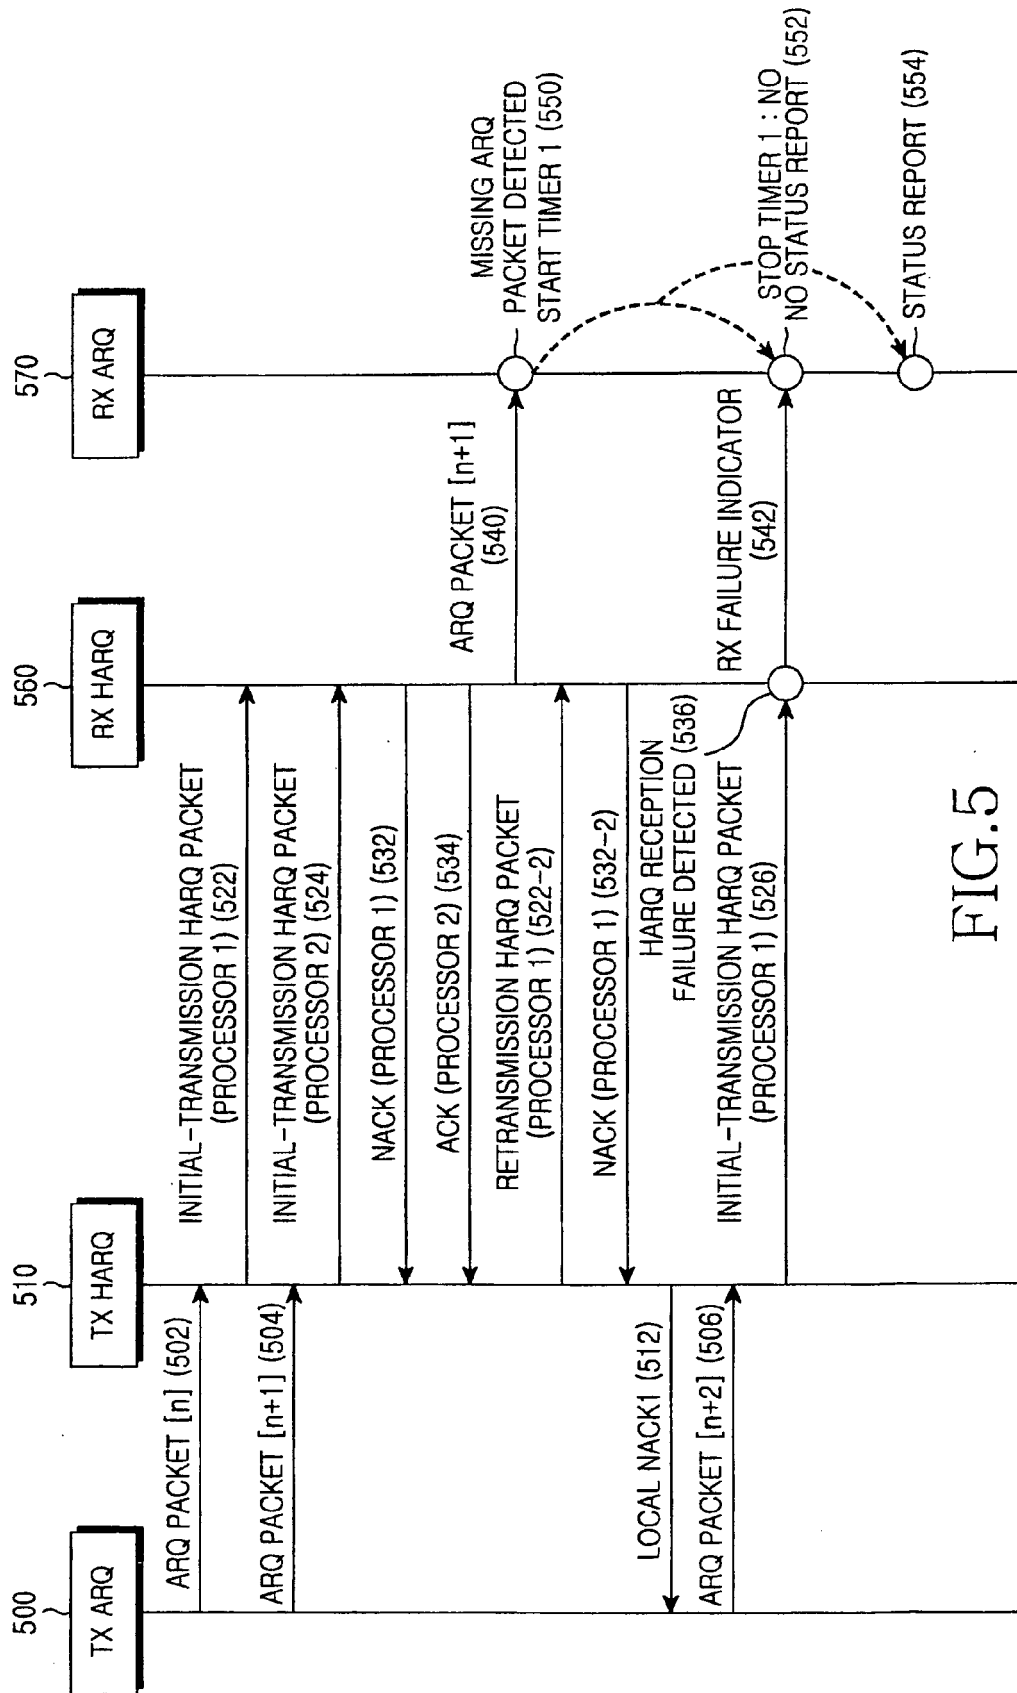 500
TX ARQ
510
TX HARQ
560
RX HARQ
570
RX ARQ
ARQ PACKET [n] (502)
INITIAL-TRANSMISSION HARQ PACKET
(PROCESSOR 1) (522)
ARQ PACKET [n+1] (504)
INITIAL-TRANSMISSION HARQ PACKET
(PROCESSOR 2) (524)
NACK (PROCESSOR 1) (532)
ACK (PROCESSOR 2) (534)
ARQ PACKET [n+1]
(540)
MISSING ARQ
PACKET DETECTED
START TIMER 1 (550)
RETRANSMISSION HARQ PACKET
(PROCESSOR 1) (522-2)
NACK (PROCESSOR 1) (532-2)
LOCAL NACK1 (512)
ARQ PACKET [n+2] (506)
HARQ RECEPTION
FAILURE DETECTED (536)
INITIAL-TRANSMISSION HARQ PACKET
(PROCESSOR 1) (526)
RX FAILURE INDICATOR
(542)
STOP TIMER 1 : NO
NO STATUS REPORT (552)
STATUS REPORT (554)
FIG.5